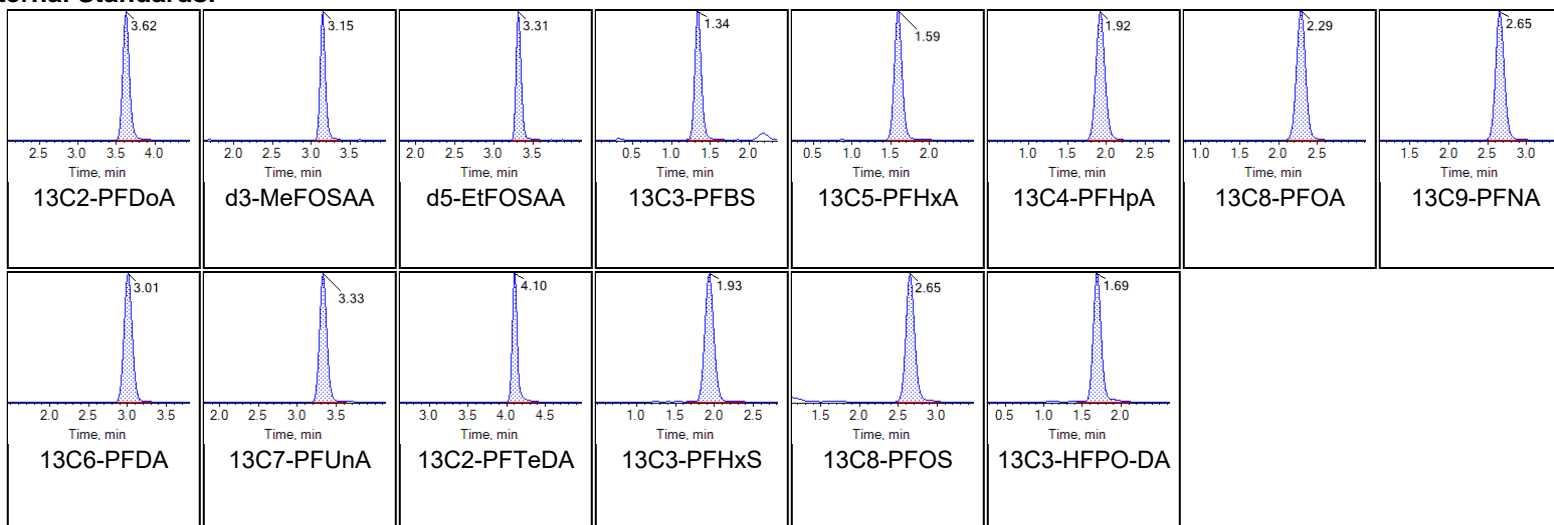 3.62 3.15 3.31 1.34 1.59 1.92 2.29 2.65
2.5 3.0 3.5 4.0 2.0 2.5 3.0 3.5 2.0 2.5 3.0 3.5 0.5 1.0 1.5 2.0 0.5 1.0 1.5 2.0 1.0 1.5 2.0 2.5 1.0 1.5 2.0 2.5 1.5 2.0 2.5 3.0
Time, min Time, min Time, min Time, min Time, min Time, min Time, min Time, min
13C2-PFDoA d3-MeFOSAA d5-EtFOSAA 13C3-PFBS 13C5-PFHxA 13C4-PFHpA 13C8-PFOA 13C9-PFNA
3.01 3.33 4.10 1.93 2.65 1.69
2.0 2.5 3.0 3.5 2.0 2.5 3.0 3.5 3.0 3.5 4.0 4.5 1.0 1.5 2.0 2.5 1.5 2.0 2.5 3.0 0.5 1.0 1.5 2.0
Time, min Time, min Time, min Time, min Time, min Time, min
13C6-PFDA 13C7-PFUnA 13C2-PFTeDA 13C3-PFHxS 13C8-PFOS 13C3-HFPO-DA